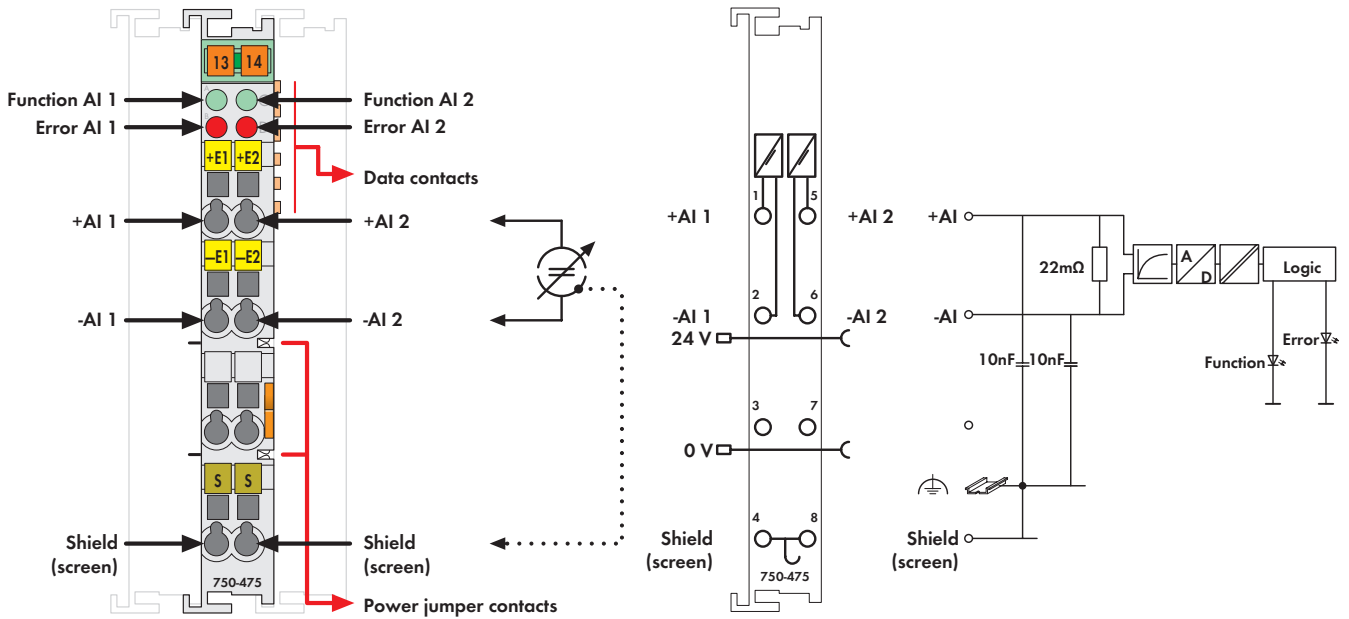 13 14
Function AI 1
Function AI 2
Error AI 1
Error AI 2
+E1 +E2
Data contacts
+AI 1
+AI 2
–E1 –E2
-AI 1
-AI 2
S S
Shield
(screen)
Shield
(screen)
750-475
Power jumper contacts
1
5
+AI 1
+AI 2
2
6
-AI 1
-AI 2
24 V
3
7
0 V
4
8
Shield
(screen)
750-475
+AI
22mΩ
A
D
Logic
-AI
10nF
10nF
Function
Error
Shield
(screen)